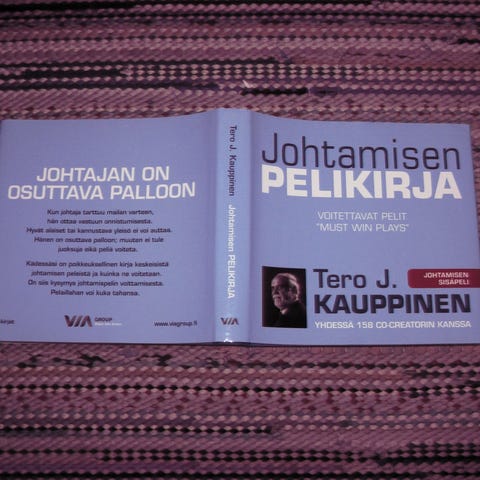 JOHTAJAN ON
OSUTTAVA PALLOON
Kun johtaja tarttuu mailan varteen,
hän ottaa vastuun onnistumisesta.
Hyvät alaiset tai kannustava yleisö ei voi auttaa.
Hänen on osuttava palloon; muuten ei tule
juoksuja eikä peliä voiteta.
Kädessäsi on poikkeuksellinen kirja keskeisistä
johtamisen peleistä ja kuinka ne voitetaan.
On siis kysymys johtamispelin voittamisesta.
Pelaillahan voi kuka tahansa.
kirjat
VIA GROUP
www.viagroup.fi
Tero J. Kauppinen
Johtamisen PELIKIRJA
VIA
Johtamisen
PELIKIRJA
VOITETTAVAT PELIT
"MUST WIN PLAYS"
JOHTAMISEN
SISÄPELI
Tero J.
KAUPPINEN
YHDESSÄ 158 CO-CREATORIN KANSSA